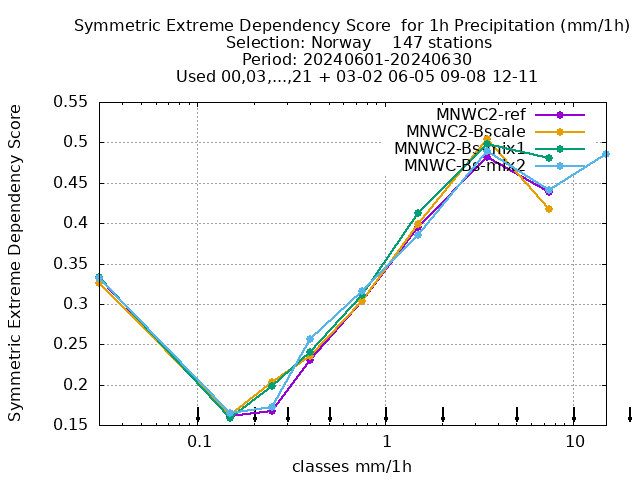 Symmetric Extreme Dependency Score  for 1h Precipitation (mm/1h)
Selection: Norway    147 stations
Period: 20240601-20240630
Used 00,03,...,21 + 03-02 06-05 09-08 12-11
MNWC2-ref
MNWC2-Bscale
MNWC2-Bs-mix1
MNWC-Bs-mix2
Symmetric Extreme Dependency Score
0.55
0.5
0.45
0.4
0.35
0.3
0.25
0.2
0.15
0.1
1
10
classes mm/1h